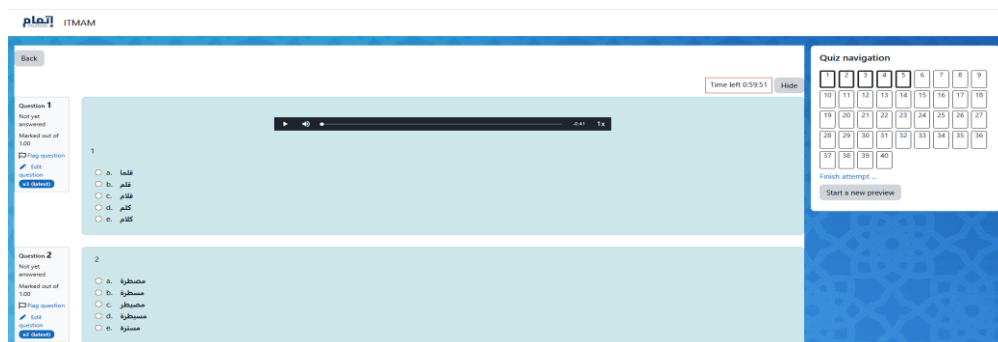 إتمام ITMAM
Back
Time left 0:59:51 Hide
Question 1
Not yet
answered
Marked out of
1.00
Flag question
Edit
question
v2 (latest)
-0:41 1x
1
a. قلما
b. قلم
c. قلام
d. كلم
e. كلام
Question 2
Not yet
answered
Marked out of
1.00
Flag question
Edit
question
v2 (latest)
2
a. مصطرة
b. مسطرة
c. مصيطر
d. مسيطرة
e. مسترة
Quiz navigation
1 2 3 4 5 6 7 8 9
10 11 12 13 14 15 16 17 18
19 20 21 22 23 24 25 26 27
28 29 30 31 32 33 34 35 36
37 38 39 40
Finish attempt ...
Start a new preview